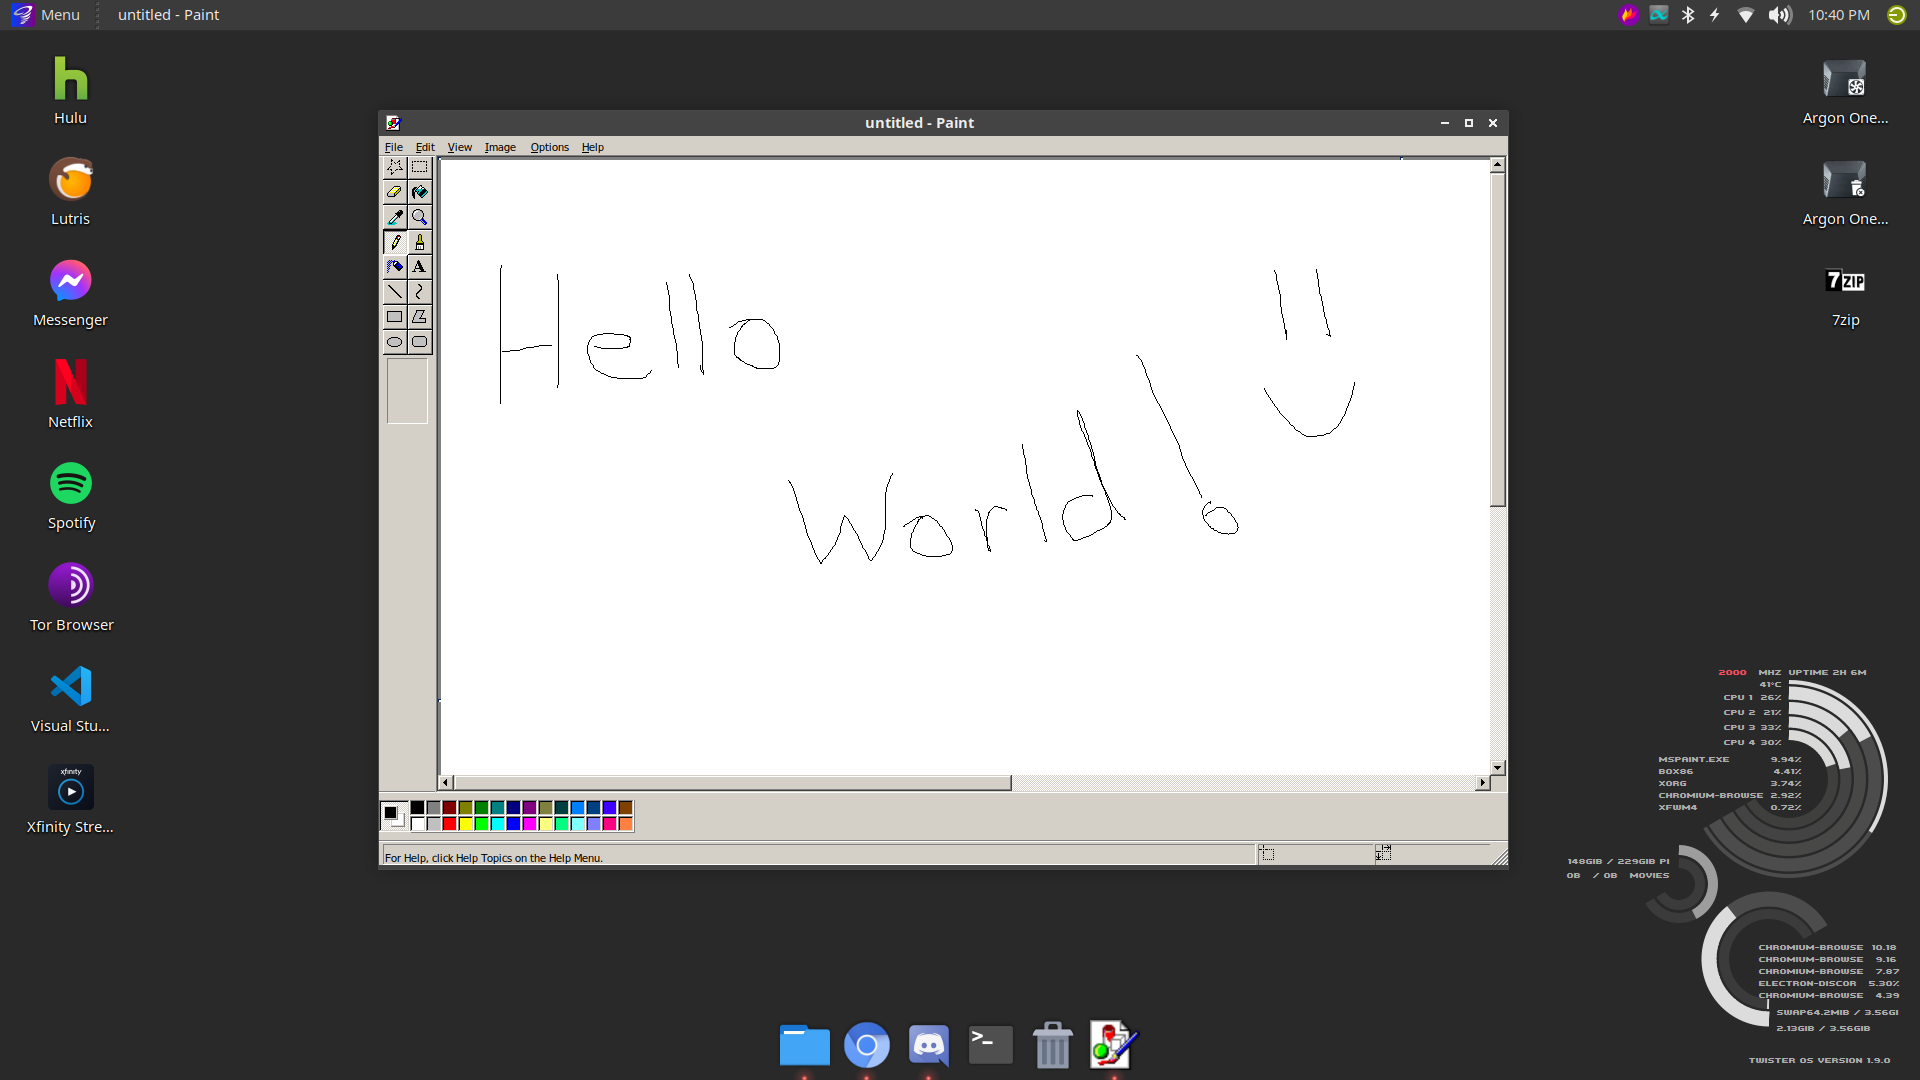 Menu
untitled - Paint
10:40 PM
Hulu
Lutris
Messenger
Netflix
Spotify
Tor Browser
Visual Stu...
xfinity
Xfinity Stre...
untitled - Paint
File Edit View Image Options Help
A
Hello
World!
For Help, click Help Topics on the Help Menu.
Argon One...
Argon One...
7ZIP
7zip
2000 MHZ UPTIME 2H 6M
41°C
CPU 1 26%
CPU 2 21%
CPU 3 33%
CPU 4 30%
MSPAINT.EXE 9.94%
BOX86 4.41%
XORG 3.74%
CHROMIUM-BROWSE 2.92%
XFWM4 0.72%
148GIB / 229GIB PI
0B / 0B MOVIES
CHROMIUM-BROWSE 10.18
CHROMIUM-BROWSE 9.16
CHROMIUM-BROWSE 7.87
ELECTRON-DISCOR 5.30%
CHROMIUM-BROWSE 4.39
SWAP64.2MIB / 3.56GI
2.13GIB / 3.56GIB
TWISTER OS VERSION 1.9.0